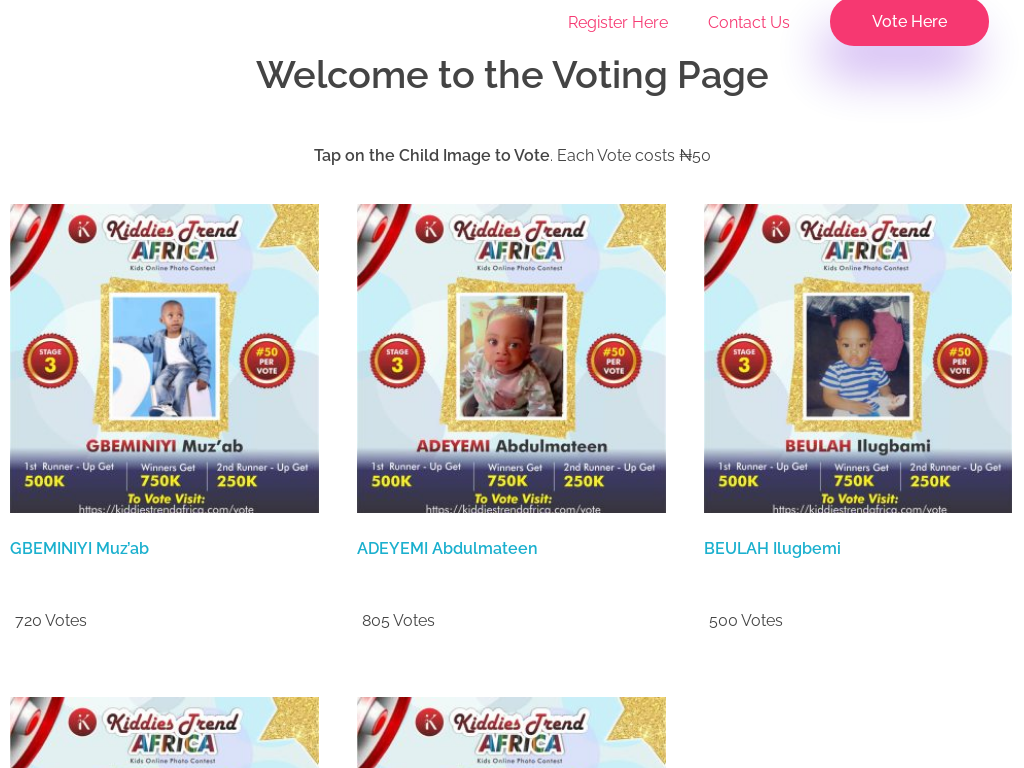 Register Here
Contact Us
Vote Here
Welcome to the Voting Page
Tap on the Child Image to Vote. Each Vote costs ₦50
Kiddies Trend
AFRICA
Kids Online Photo Contest
STAGE
3
#50
PER
VOTE
GBEMINIYI Muz'ab
1st Runner - Up Get
500K
Winners Get
750K
2nd Runner - Up Get
250K
To Vote Visit:
https://kiddiestrendafrica.com/vote
Kiddies Trend
AFRICA
Kids Online Photo Contest
STAGE
3
#50
PER
VOTE
ADEYEMI Abdulmateen
1st Runner - Up Get
500K
Winners Get
750K
2nd Runner - Up Get
250K
To Vote Visit:
https://kiddiestrendafrica.com/vote
Kiddies Trend
AFRICA
Kids Online Photo Contest
STAGE
3
#50
PER
VOTE
BEULAH Ilugbami
1st Runner - Up Get
500K
Winners Get
750K
2nd Runner - Up Get
250K
To Vote Visit:
https://kiddiestrendafrica.com/vote
GBEMINIYI Muz’ab
ADEYEMI Abdulmateen
BEULAH Ilugbemi
720 Votes
805 Votes
500 Votes
Kiddies Trend
AFRICA
Kids Online Photo Contest
Kiddies Trend
AFRICA
Kids Online Photo Contest